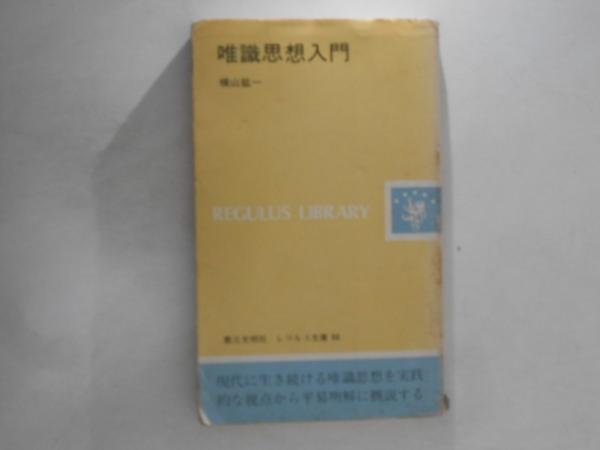 唯識思想入門
横山紘一
REGULUS LIBRARY
第三文明社 レグルス文庫 66
現代に生き続ける唯識思想を実践
的な視点から平易明解に概説する